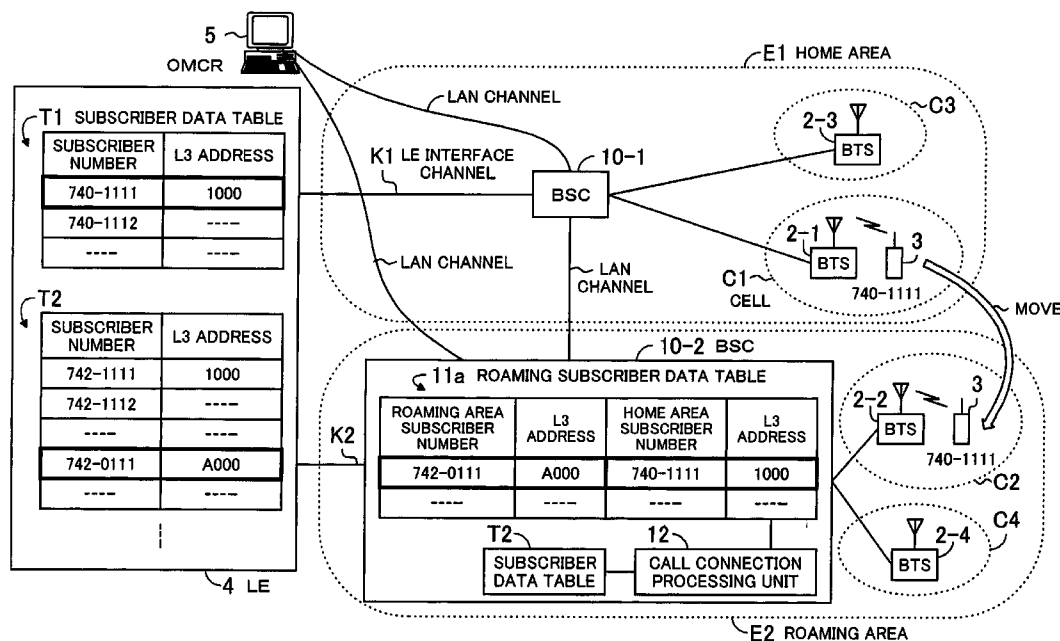 5
OMCR
E1 HOME AREA
LAN CHANNEL
C3
2-3
BTS
T1 SUBSCRIBER DATA TABLE
SUBSCRIBER NUMBER
L3 ADDRESS
740-1111
1000
740-1112
----
----
----
K1 LE INTERFACE CHANNEL
10-1
BSC
2-1
BTS
3
740-1111
C1
CELL
LAN CHANNEL
LAN CHANNEL
MOVE
T2
SUBSCRIBER NUMBER
L3 ADDRESS
742-1111
1000
742-1112
----
----
----
742-0111
A000
----
----
4 LE
K2
10-2 BSC
11a ROAMING SUBSCRIBER DATA TABLE
ROAMING AREA SUBSCRIBER NUMBER
L3 ADDRESS
HOME AREA SUBSCRIBER NUMBER
L3 ADDRESS
742-0111
A000
740-1111
1000
----
----
----
----
T2
SUBSCRIBER DATA TABLE
12
CALL CONNECTION PROCESSING UNIT
2-2
BTS
3
740-1111
C2
C4
2-4
BTS
E2 ROAMING AREA